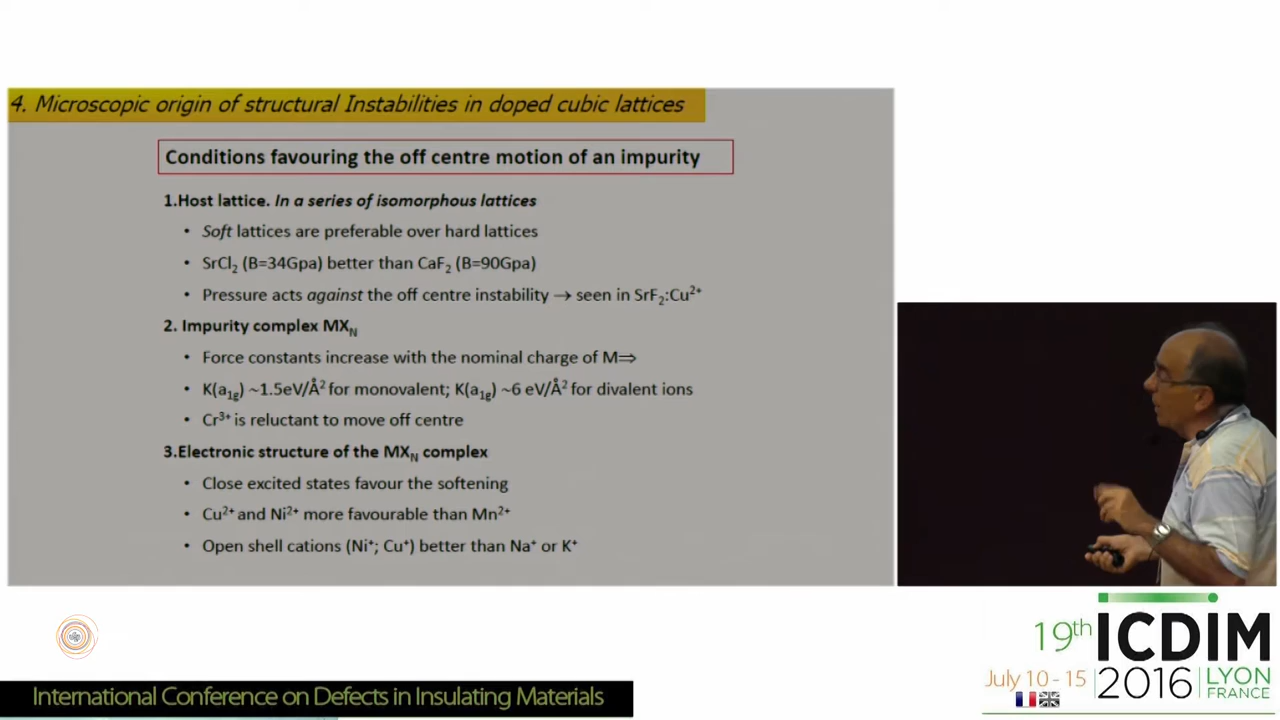 4. Microscopic origin of structural Instabilities in doped cubic lattices
Conditions favouring the off centre motion of an impurity
1.Host lattice. In a series of isomorphous lattices
• Soft lattices are preferable over hard lattices
• SrCl₂ (B=34Gpa) better than CaF₂ (B=90Gpa)
• Pressure acts against the off centre instability → seen in SrF₂:Cu²⁺
2. Impurity complex MX_N
• Force constants increase with the nominal charge of M⇒
• K(a₁g) ~1.5eV/Å² for monovalent; K(a₁g) ~6 eV/Å² for divalent ions
• Cr³⁺ is reluctant to move off centre
3.Electronic structure of the MX_N complex
• Close excited states favour the softening
• Cu²⁺ and Ni²⁺ more favourable than Mn²⁺
• Open shell cations (Ni⁺; Cu⁺) better than Na⁺ or K⁺
19th ICDIM
July 10 - 15 2016 LYON
FRANCE
International Conference on Defects in Insulating Materials